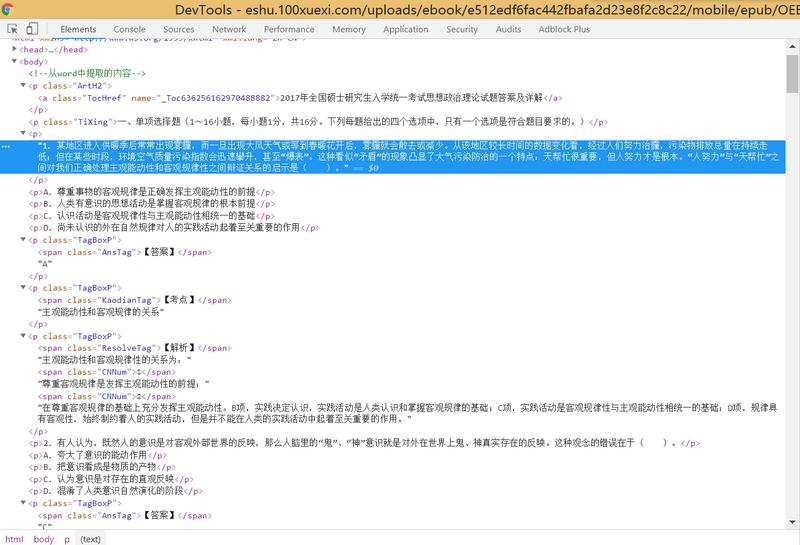 DevTools - eshu.100xuexi.com/uploads/ebook/e512edf6fac442fbafa2d23e8f2c8c22/mobile/epub/OEB
Elements Console Sources Network Performance Memory Application Security Audits Adblock Plus
<head>…</head>
<body>
<!--从word中提取的内容-->
<p class="ArtH2">
<a class="TocHref" name="_Toc636256162970488882">2017年全国硕士研究生入学统一考试思想政治理论试题答案及详解</a>
</p>
<p class="TiXing">一、单项选择题（1～16小题，每小题1分，共16分。下列每题给出的四个选项中，只有一个选项是符合题目要求的。）</p>
<p>
"1．某地区进入供暖季后常常出现雾霾，而一旦出现大风天气或等到春暖花开后，雾霾就会散去或减少。从该地区较长时间的数据变化看，经过人们努力治霾，污染物排放总量在持续走
低；但在某些时段，环境空气质量污染指数会迅速攀升，甚至“爆表”。这种看似“矛盾”的现象凸显了大气污染防治的一个特点，天帮忙很重要，但人努力才是根本。“人努力”与“天帮忙”之
间对我们正确处理主观能动性和客观规律性之间辩证关系的启示是（　　）。" == $0
</p>
<p>A．尊重事物的客观规律是正确发挥主观能动性的前提</p>
<p>B．人类有意识的思想活动是掌握客观规律的根本前提</p>
<p>C．认识活动是客观规律性与主观能动性相统一的基础</p>
<p>D．尚未认识的外在自然规律对人的实践活动起着至关重要的作用</p>
<p class="TagBoxP">
<span class="AnsTag">【答案】</span>
"A"
</p>
<p class="TagBoxP">
<span class="KaodianTag">【考点】</span>
"主观能动性和客观规律的关系"
</p>
<p class="TagBoxP">
<span class="ResolveTag">【解析】</span>
"主观能动性和客观规律性的关系为："
<span class="CNNum">①</span>
"尊重客观规律是发挥主观能动性的前提；"
<span class="CNNum">②</span>
"在尊重客观规律的基础上充分发挥主观能动性。B项，实践决定认识，实践活动是人类认识和掌握客观规律的基础；C项，实践活动是客观规律性与主观能动性相统一的基础；D项，规律具
有客观性，始终制约着人的实践活动，但是并不能在人类的实践活动中起着至关重要的作用。"
</p>
<p>2．有人认为，既然人的意识是对客观外部世界的反映，那么人脑里的“鬼”、“神”意识就是对外在世界上鬼、神真实存在的反映。这种观念的错误在于（　　）。</p>
<p>A．夸大了意识的能动作用</p>
<p>B．把意识看成是物质的产物</p>
<p>C．认为意识是对存在的直观反映</p>
<p>D．混淆了人类意识自然演化的阶段</p>
<p class="TagBoxP">
<span class="AnsTag">【答案】</span>
"C"
html body p (text)